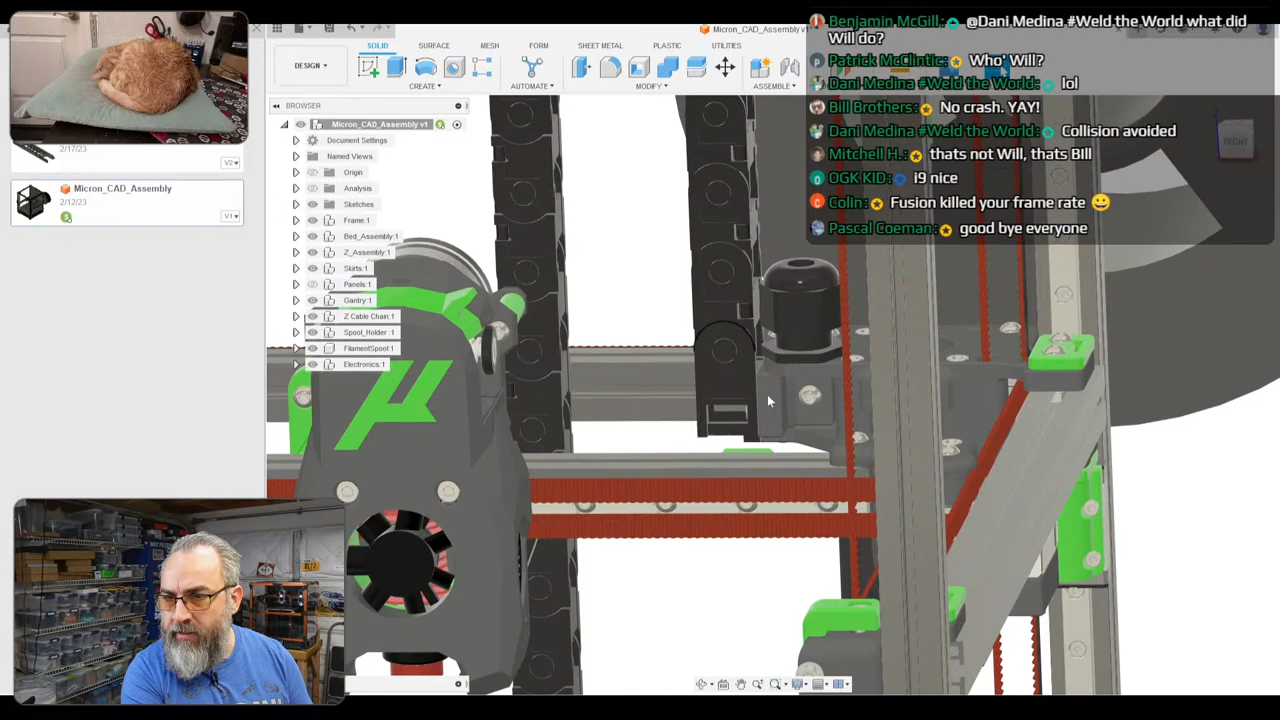 Benjamin McGill: @Dani Medina #Weld the World what did
Will do?
Patrick McClintic: Who' Will?
Dani Medina #Weld the World: lol
Bill Brothers: No crash. YAY!
Dani Medina #Weld the World: Collision avoided
Mitchell H.: thats not Will, thats BIll
OGK KID: i9 nice
Colin: Fusion killed your frame rate 😀
Pascal Coeman: good bye everyone
Micron_CAD_Assembly v1
SOLID SURFACE MESH FORM SHEET METAL PLASTIC UTILITIES
DESIGN
CREATE AUTOMATE MODIFY ASSEMBLE
BROWSER
Micron_CAD_Assembly v1
Document Settings
Named Views
Origin
Analysis
Sketches
Frame:1
Bed_Assembly:1
Z_Assembly:1
Skirts:1
Panels:1
Gantry:1
Z Cable Chain:1
Spool_Holder :1
FilamentSpool:1
Electronics:1
2/17/23
V2
Micron_CAD_Assembly
2/12/23
V1
FRONT
μ